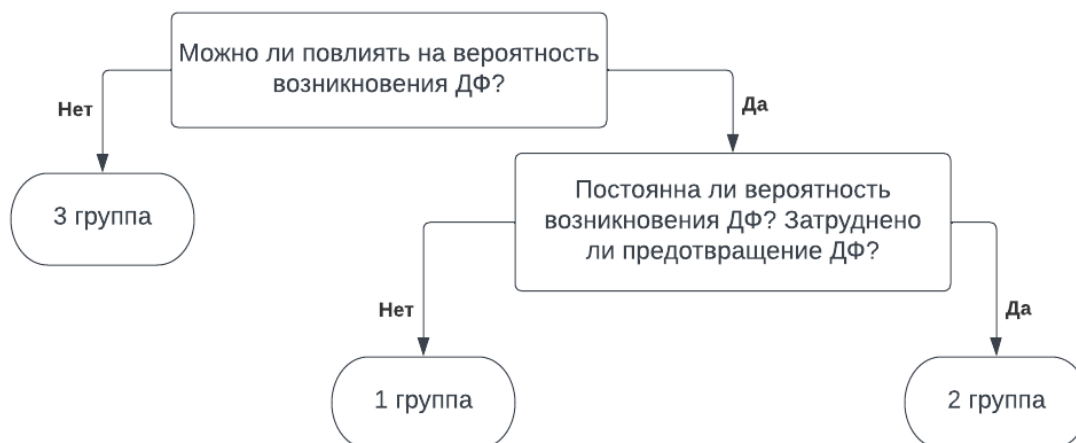 Можно ли повлиять на вероятность
возникновения ДФ?
Нет
Да
3 группа
Постоянна ли вероятность
возникновения ДФ? Затруднено
ли предотвращение ДФ?
Нет
Да
1 группа
2 группа